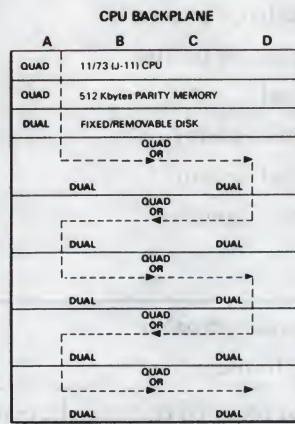 CPU BACKPLANE
A B C D
QUAD 11/73 (J-11) CPU
QUAD 512 Kbytes PARITY MEMORY
DUAL FIXED/REMOVABLE DISK
QUAD
OR
DUAL DUAL
QUAD
OR
DUAL DUAL
QUAD
OR
DUAL DUAL
QUAD
OR
DUAL DUAL
QUAD
OR
DUAL DUAL